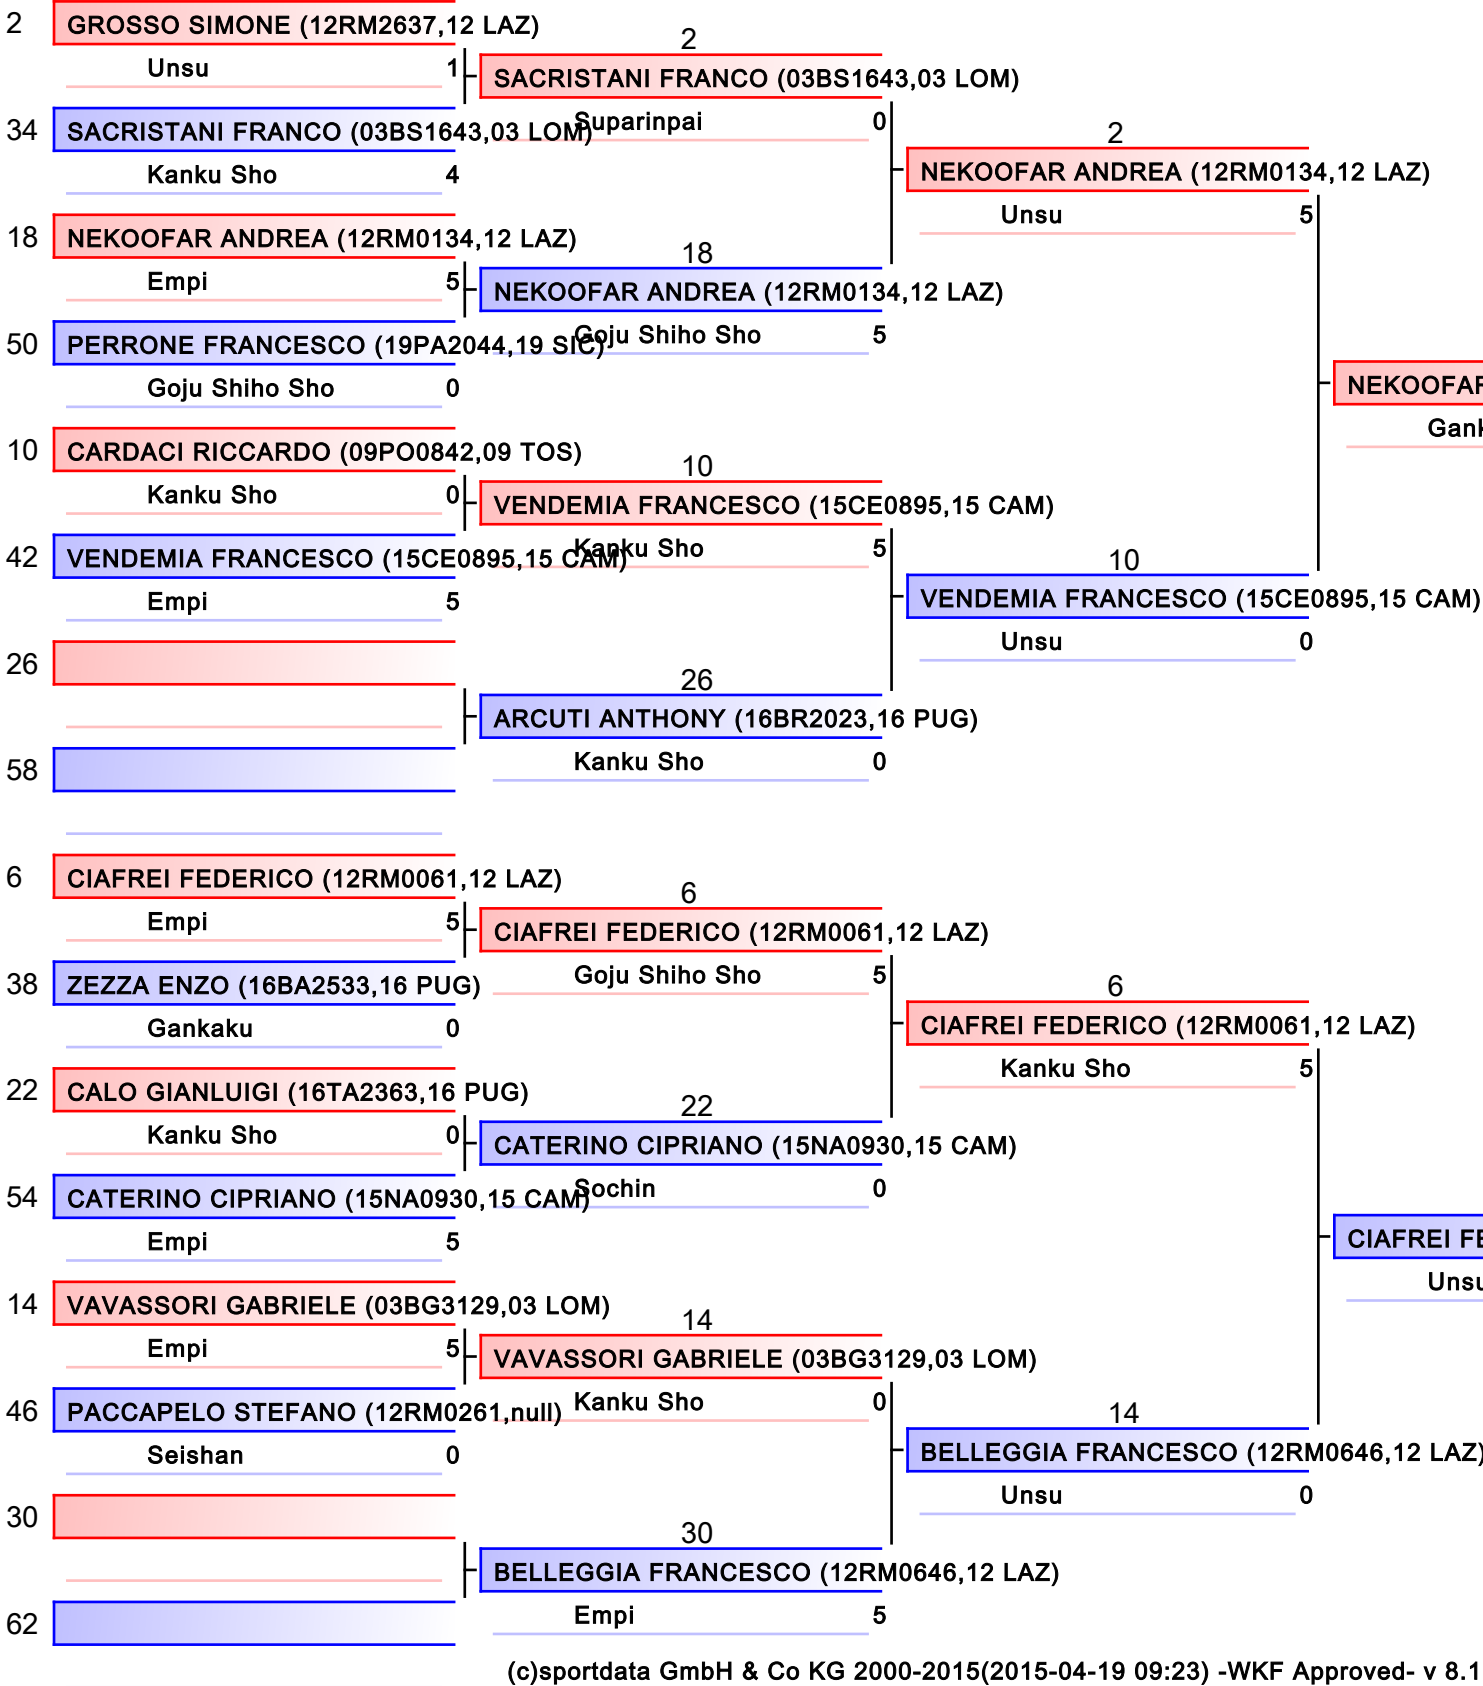 2 GROSSO SIMONE (12RM2637,12 LAZ)
Unsu 1
34 SACRISTANI FRANCO (03BS1643,03 LOM)
Kanku Sho 4
18 NEKOOFAR ANDREA (12RM0134,12 LAZ)
Empi 5
50 PERRONE FRANCESCO (19PA2044,19 SIC)
Goju Shiho Sho 0
10 CARDACI RICCARDO (09PO0842,09 TOS)
Kanku Sho 0
42 VENDEMIA FRANCESCO (15CE0895,15 CAM)
Empi 5
26
58
6 CIAFREI FEDERICO (12RM0061,12 LAZ)
Empi 5
38 ZEZZA ENZO (16BA2533,16 PUG)
Gankaku 0
22 CALO GIANLUIGI (16TA2363,16 PUG)
Kanku Sho 0
54 CATERINO CIPRIANO (15NA0930,15 CAM)
Empi 5
14 VAVASSORI GABRIELE (03BG3129,03 LOM)
Empi 5
46 PACCAPELO STEFANO (12RM0261,null)
Seishan 0
30
62
2
SACRISTANI FRANCO (03BS1643,03 LOM)
Suparinpai 0
18
NEKOOFAR ANDREA (12RM0134,12 LAZ)
Goju Shiho Sho 5
10
VENDEMIA FRANCESCO (15CE0895,15 CAM)
Kanku Sho 5
26
ARCUTI ANTHONY (16BR2023,16 PUG)
Kanku Sho 0
6
CIAFREI FEDERICO (12RM0061,12 LAZ)
Goju Shiho Sho 5
22
CATERINO CIPRIANO (15NA0930,15 CAM)
Sochin 0
14
VAVASSORI GABRIELE (03BG3129,03 LOM)
Kanku Sho 0
30
BELLEGGIA FRANCESCO (12RM0646,12 LAZ)
Empi 5
2
NEKOOFAR ANDREA (12RM0134,12 LAZ)
Unsu 5
10
VENDEMIA FRANCESCO (15CE0895,15 CAM)
Unsu 0
6
CIAFREI FEDERICO (12RM0061,12 LAZ)
Kanku Sho 5
14
BELLEGGIA FRANCESCO (12RM0646,12 LAZ)
Unsu 0
NEKOOFAR
Gank
CIAFREI FE
Unsu
(c)sportdata GmbH & Co KG 2000-2015(2015-04-19 09:23) -WKF Approved- v 8.1